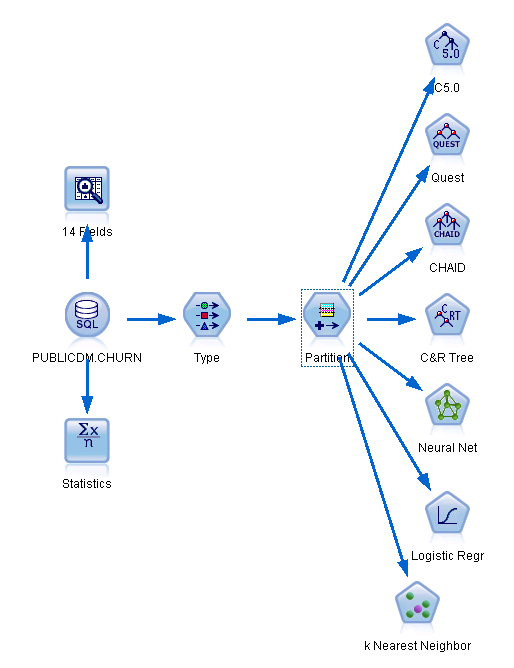 C 5.0
C5.0
QUEST
Quest
14 Fields
CHAID
CHAID
SQL
PUBLICDM.CHURN
Type
Partition
C RT
C&R Tree
Σx
n
Statistics
Neural Net
Logistic Regr
k Nearest Neighbor